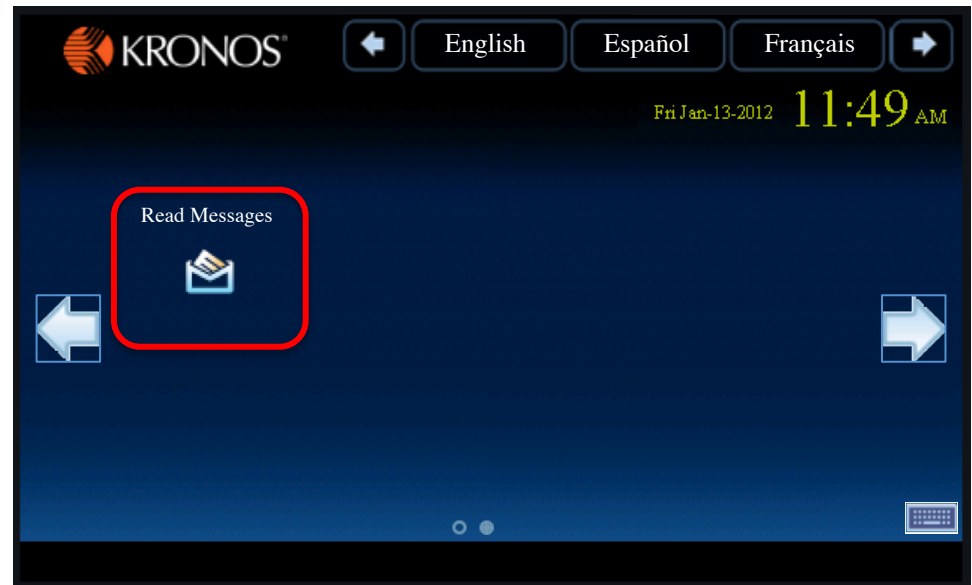 KRONOS®
English
Español
Français
Fri Jan-13-2012 11:49 AM
Read Messages